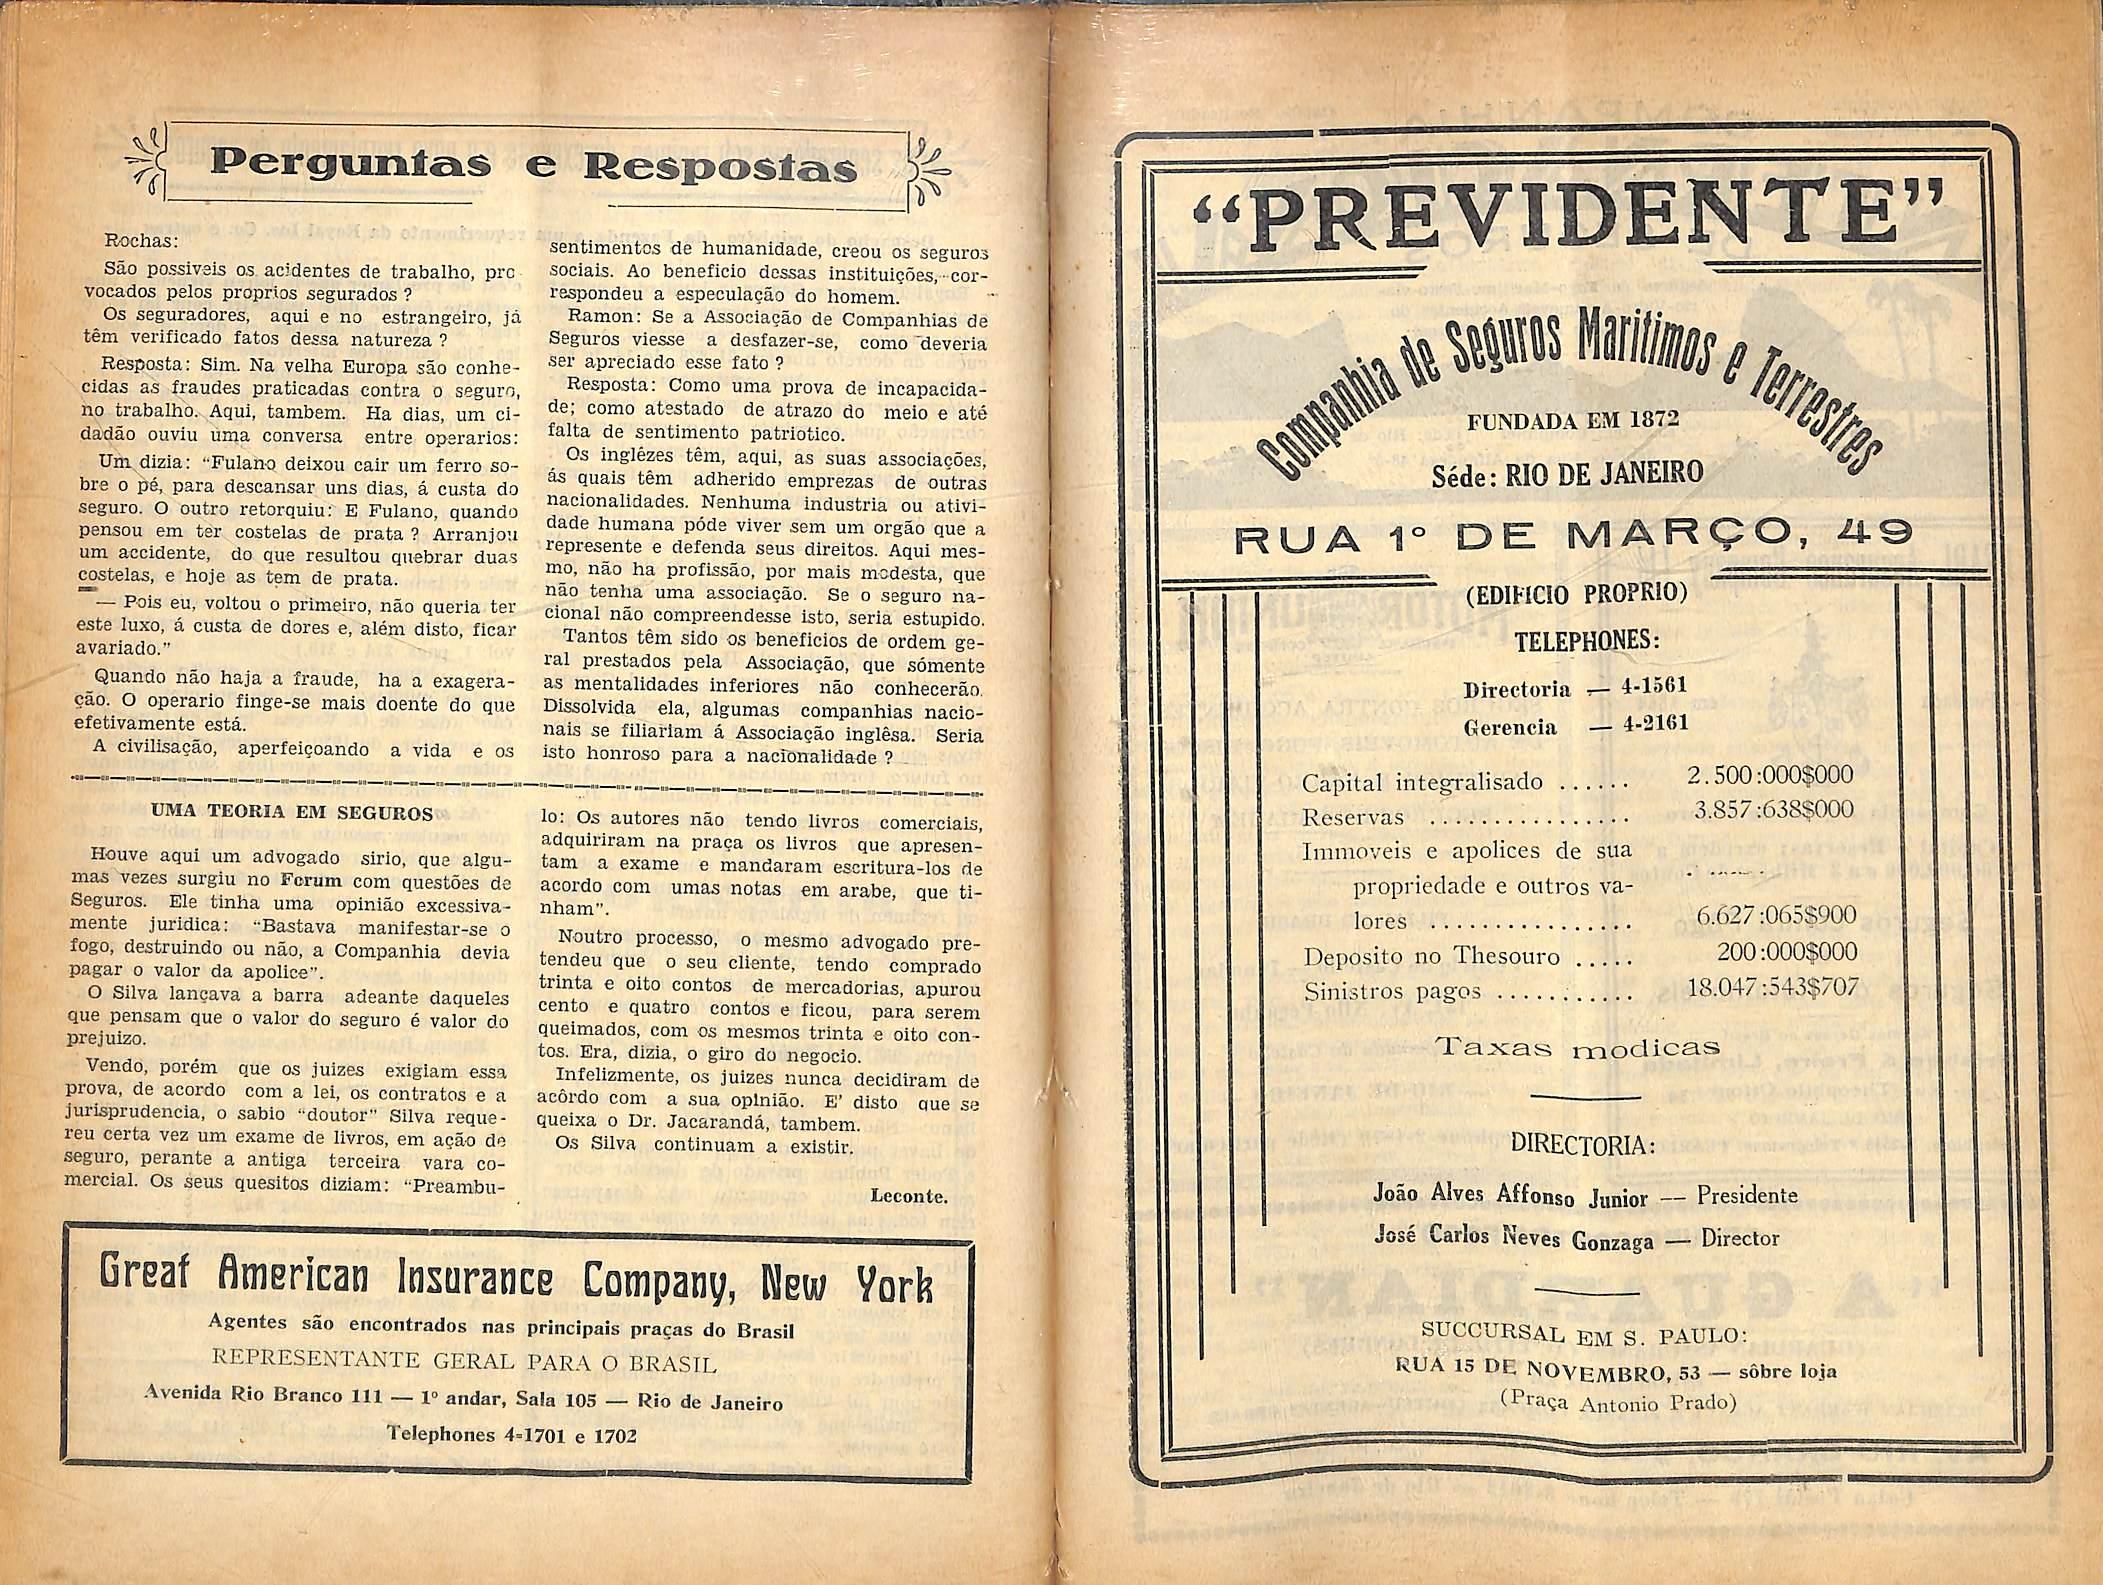 Perguntas e Respostas
Rochas:
São possiveis os acidentes de trabalho, pro-
vocados pelos proprios segurados ?
Os seguradores, aqui e no estrangeiro, já
têm verificado fatos dessa natureza ?
Resposta: Sim. Na velha Europa são conhe-
cidas as fraudes praticadas contra o seguro,
no trabalho. Aqui, tambem. Ha dias, um ci-
dadão ouviu uma conversa entre operarios:
Um dizia: "Fulano deixou cair um ferro so-
bre o pé, para descansar uns dias, á custa do
seguro. O outro retorquiu: E Fulano, quando
pensou em ter costelas de prata ? Arranjou
um accidente, do que resultou quebrar duas
costelas, e hoje as tem de prata.
— Pois eu, voltou o primeiro, não queria ter
este luxo, á custa de dores e, além disto, ficar
avariado."
Quando não haja a fraude, ha a exagera-
ção. O operario finge-se mais doente do que
efetivamente está.
A civilisação, aperfeiçoando a vida e os
sentimentos de humanidade, creou os seguros
sociais. Ao beneficio dessas instituições, cor-
respondeu a especulação do homem.
Ramon: Se a Associação de Companhias de
Seguros viesse a desfazer-se, como deveria
ser apreciado esse fato ?
Resposta: Como uma prova de incapacida-
de; como atestado de atrazo do meio e até
falta de sentimento patriotico.
Os inglêzes têm, aqui, as suas associações,
ás quais têm adherido emprezas de outras
nacionalidades. Nenhuma industria ou ativi-
dade humana póde viver sem um orgão que a
represente e defenda seus direitos. Aqui mes-
mo, não ha profissão, por mais modesta, que
não tenha uma associação. Se o seguro na-
cional não compreendesse isto, seria estupido.
Tantos têm sido os beneficios de ordem ge-
ral prestados pela Associação, que sómente
as mentalidades inferiores não conhecerão.
Dissolvida ela, algumas companhias nacio-
nais se filiariam á Associação inglêsa. Seria
isto honroso para a nacionalidade ?
UMA TEORIA EM SEGUROS
Houve aqui um advogado sirio, que algu-
mas vezes surgiu no Forum com questões de
Seguros. Ele tinha uma opinião excessiva-
mente juridica: "Bastava manifestar-se o
fogo, destruindo ou não, a Companhia devia
pagar o valor da apolice".
O Silva lançava a barra adeante daqueles
que pensam que o valor do seguro é valor do
prejuizo.
Vendo, porém que os juizes exigiam essa
prova, de acordo com a lei, os contratos e a
jurisprudencia, o sabio "doutor" Silva reque-
reu certa vez um exame de livros, em ação de
seguro, perante a antiga terceira vara co-
mercial. Os seus quesitos diziam: "Preambu-
lo: Os autores não tendo livros comerciais,
adquiriram na praça os livros que apresen-
tam a exame e mandaram escritura-los de
acordo com umas notas em arabe, que ti-
nham".
Noutro processo, o mesmo advogado pre-
tendeu que o seu cliente, tendo comprado
trinta e oito contos de mercadorias, apurou
cento e quatro contos e ficou, para serem
queimados, com os mesmos trinta e oito con-
tos. Era, dizia, o giro do negocio.
Infelizmente, os juizes nunca decidiram de
acôrdo com a sua opinião. E' disto que se
queixa o Dr. Jacarandá, tambem.
Os Silva continuam a existir.
Leconte.
Great American Insurance Company, New York
Agentes são encontrados nas principais praças do Brasil
REPRESENTANTE GERAL PARA O BRASIL
Avenida Rio Branco 111 — 1º andar, Sala 105 — Rio de Janeiro
Telephones 4-1701 e 1702
"PREVIDENTE"
Companhia de Seguros Maritimos e Terrestres
FUNDADA EM 1872
Séde: RIO DE JANEIRO
RUA 1º DE MARÇO, 49
(EDIFICIO PROPRIO)
TELEPHONES:
Directoria — 4-1561
Gerencia — 4-2161
Capital integralisado ...... 2.500:000$000
Reservas ................ 3.857:638$000
Immoveis e apolices de sua
propriedade e outros va-
lores ................ 6.627:065$900
Deposito no Thesouro ..... 200:000$000
Sinistros pagos ............ 18.047:543$707
Taxas modicas
DIRECTORIA:
João Alves Affonso Junior — Presidente
José Carlos Neves Gonzaga — Director
SUCCURSAL EM S. PAULO:
RUA 15 DE NOVEMBRO, 53 — sôbre loja
(Praça Antonio Prado)